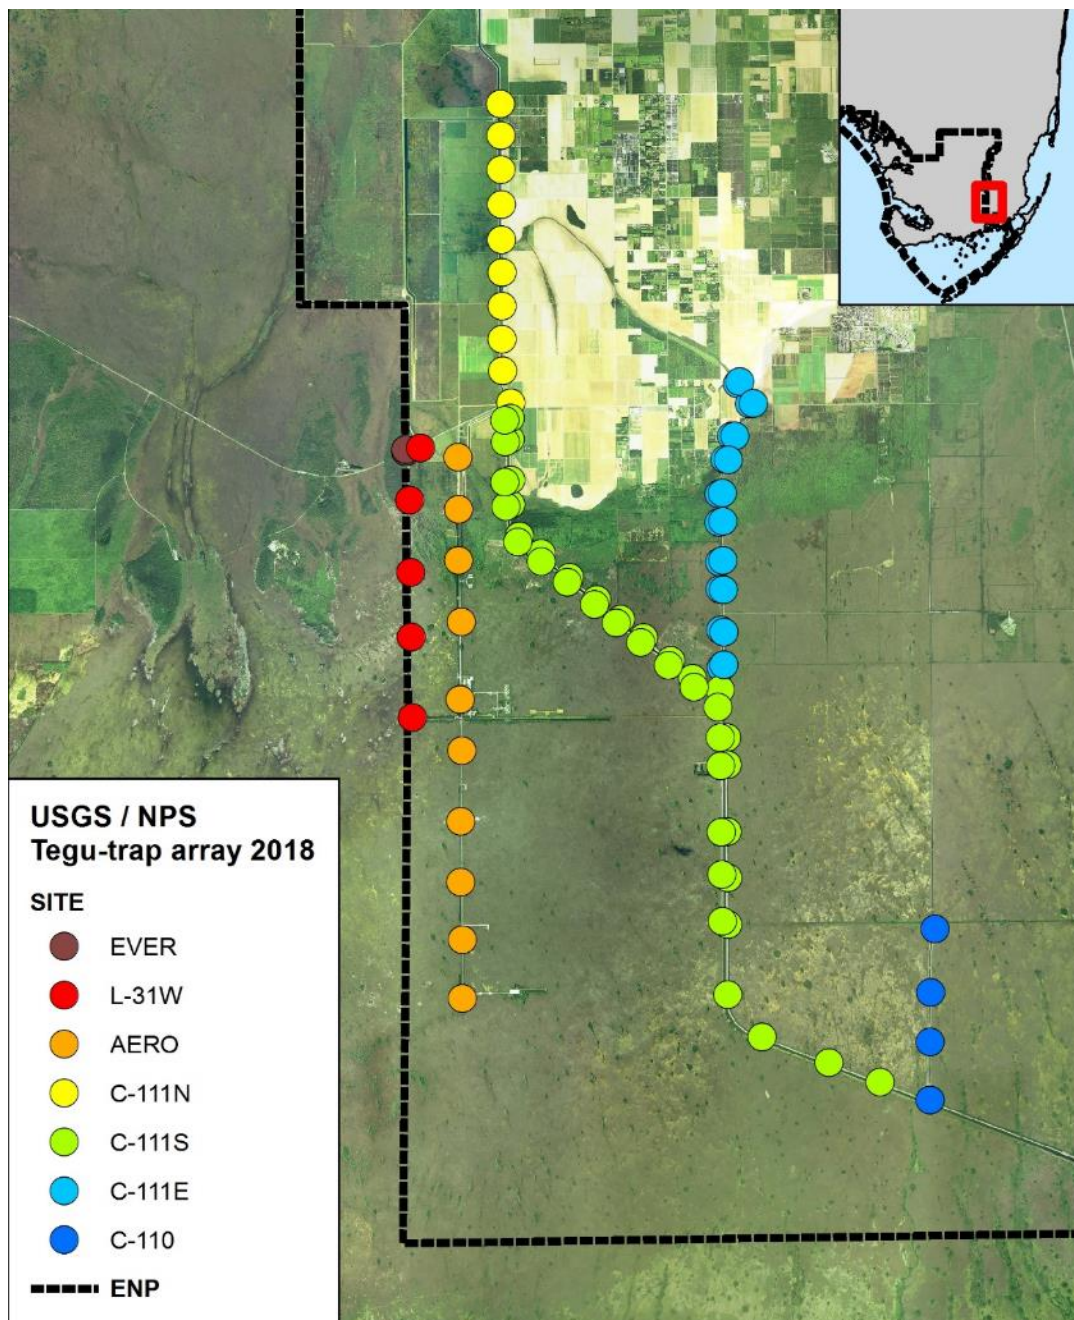 USGS / NPS
Tegu-trap array 2018
SITE
EVER
L-31W
AERO
C-111N
C-111S
C-111E
C-110
ENP